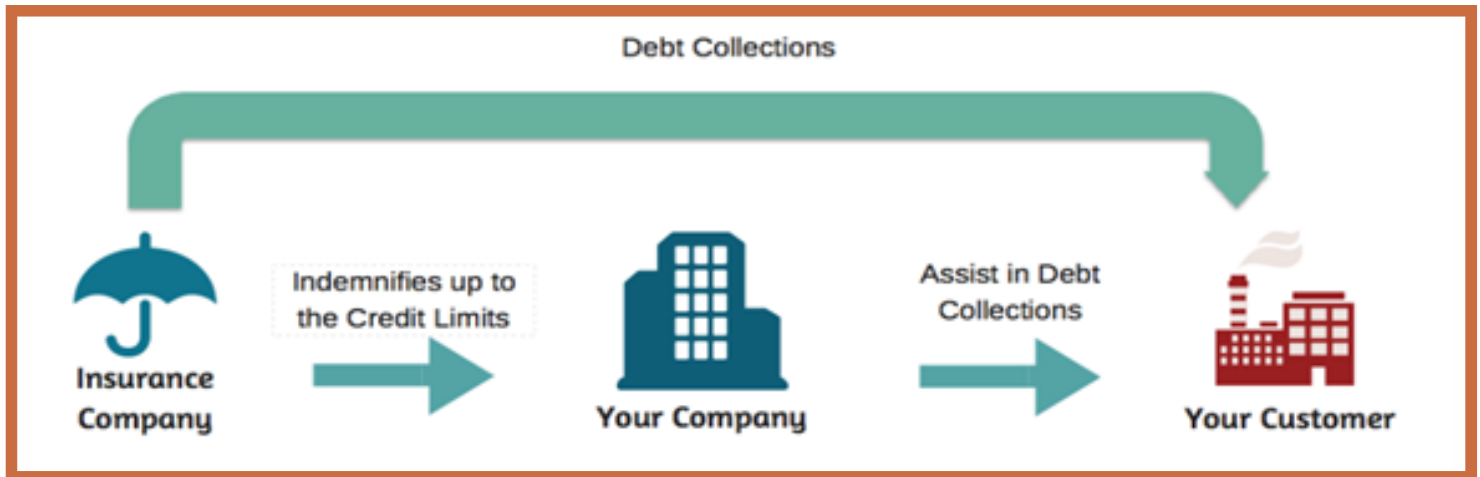 Debt Collections
Indemnifies up to
the Credit Limits
Assist in Debt
Collections
Insurance
Company
Your Company
Your Customer